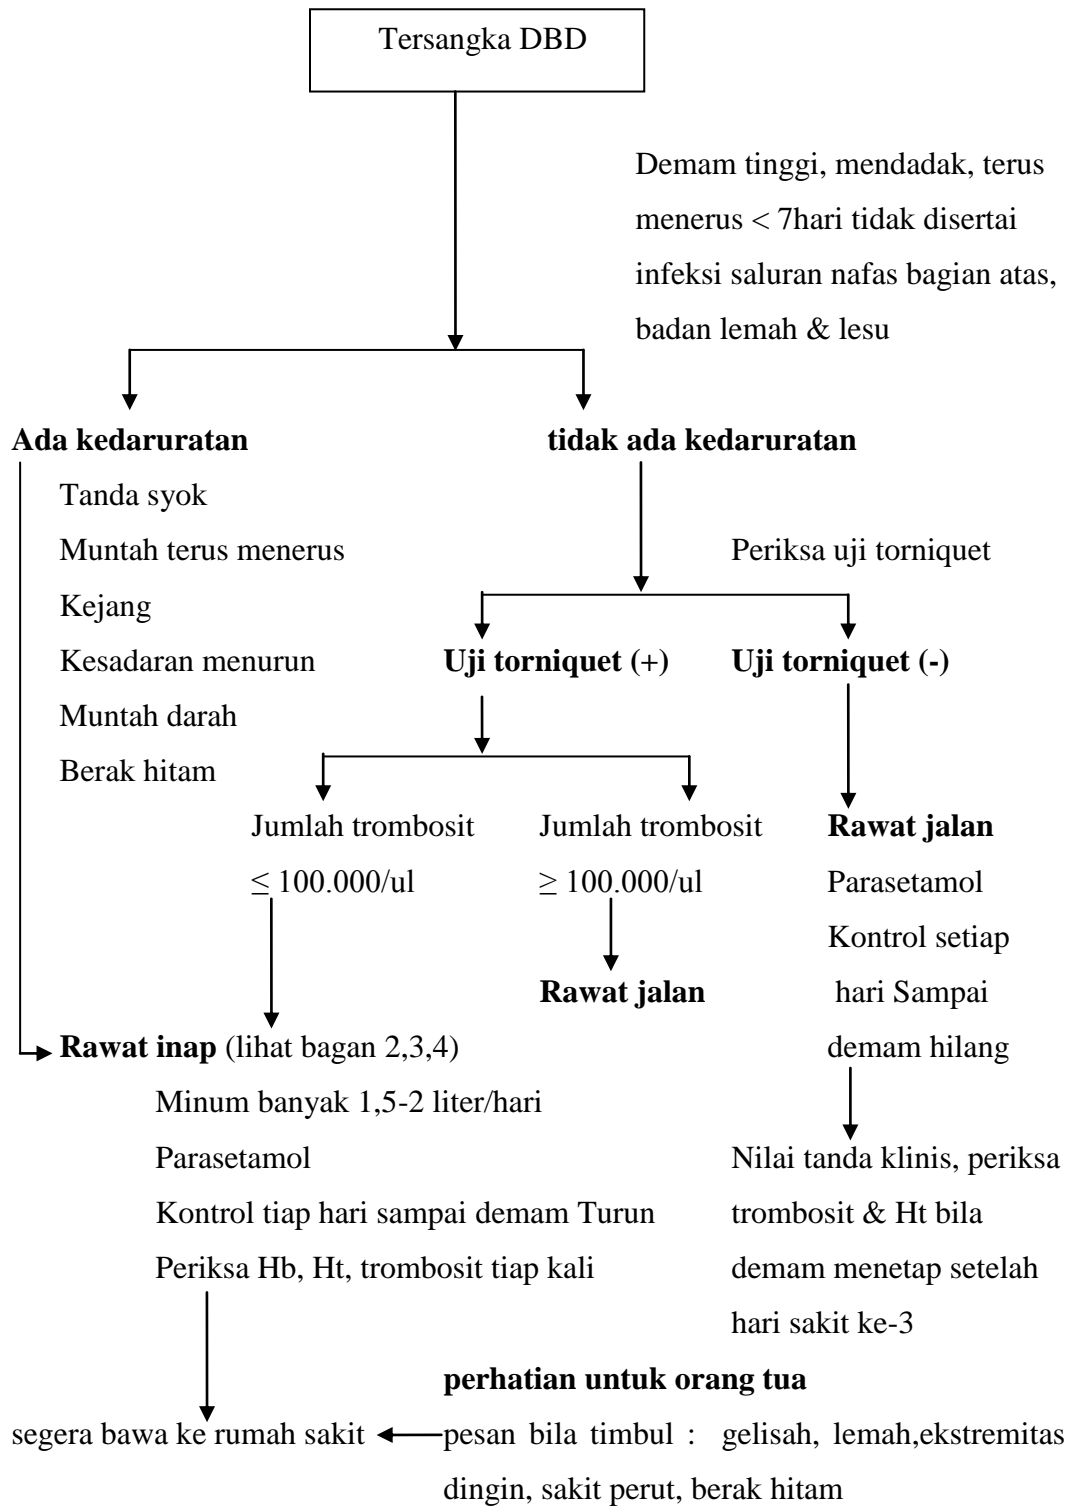 Tersangka DBD
Demam tinggi, mendadak, terus
menerus < 7hari tidak disertai
infeksi saluran nafas bagian atas,
badan lemah & lesu
Ada kedaruratan
tidak ada kedaruratan
Tanda syok
Muntah terus menerus
Periksa uji torniquet
Kejang
Kesadaran menurun
Uji torniquet (+)
Uji torniquet (-)
Muntah darah
Berak hitam
Jumlah trombosit
≤ 100.000/ul
Jumlah trombosit
≥ 100.000/ul
Rawat jalan
Rawat jalan
Parasetamol
Kontrol setiap
hari Sampai
demam hilang
Rawat inap (lihat bagan 2,3,4)
Minum banyak 1,5-2 liter/hari
Parasetamol
Kontrol tiap hari sampai demam Turun
Periksa Hb, Ht, trombosit tiap kali
Nilai tanda klinis, periksa
trombosit & Ht bila
demam menetap setelah
hari sakit ke-3
perhatian untuk orang tua
segera bawa ke rumah sakit
pesan bila timbul : gelisah, lemah,ekstremitas
dingin, sakit perut, berak hitam